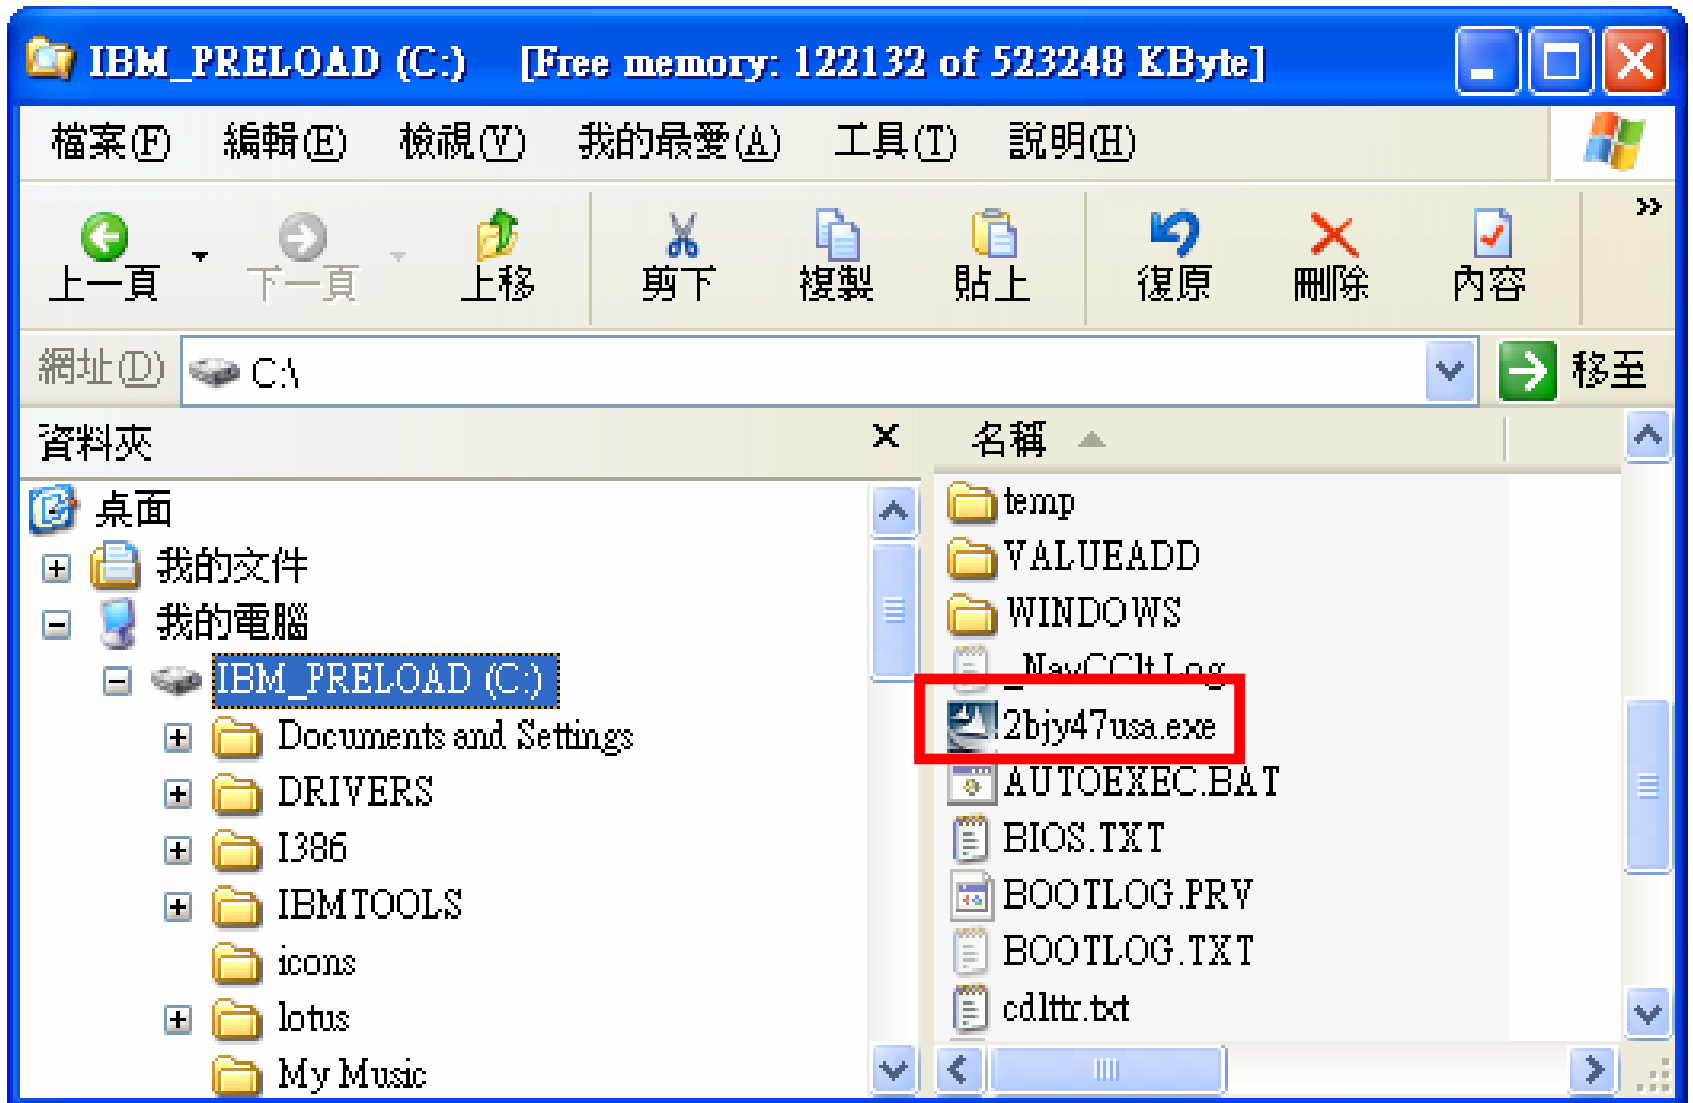 IBM_PRELOAD (C:) [Free memory: 122132 of 523248 KByte]
檔案(F) 編輯(E) 檢視(V) 我的最愛(A) 工具(T) 說明(H)
上一頁 下一頁 上移 剪下 複製 貼上 復原 刪除 內容 »
網址(D) C:\ 移至
資料夾
名稱
桌面
我的文件
我的電腦
IBM_PRELOAD (C:)
Documents and Settings
DRIVERS
I386
IBMTOOLS
icons
lotus
My Music
temp
VALUEADD
WINDOWS
_NavCClt.Log
2bjy47usa.exe
AUTOEXEC.BAT
BIOS.TXT
BOOTLOG.PRV
BOOTLOG.TXT
cdlttr.txt